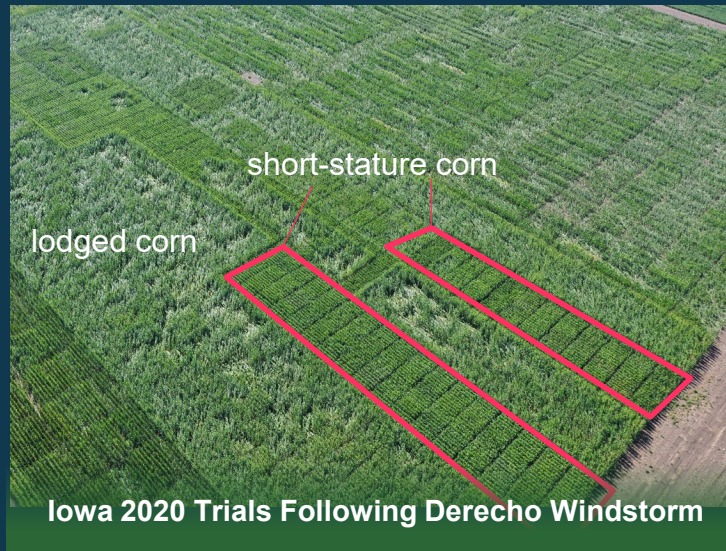 short-stature corn
lodged corn
Iowa 2020 Trials Following Derecho Windstorm